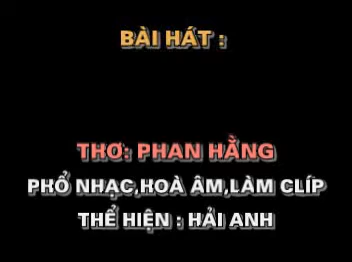 BÀI HÁT :
THƠ: PHAN HẰNG
PHỔ NHẠC,HOÀ ÂM,LÀM CLÍP
THỂ HIỆN : HẢI ANH